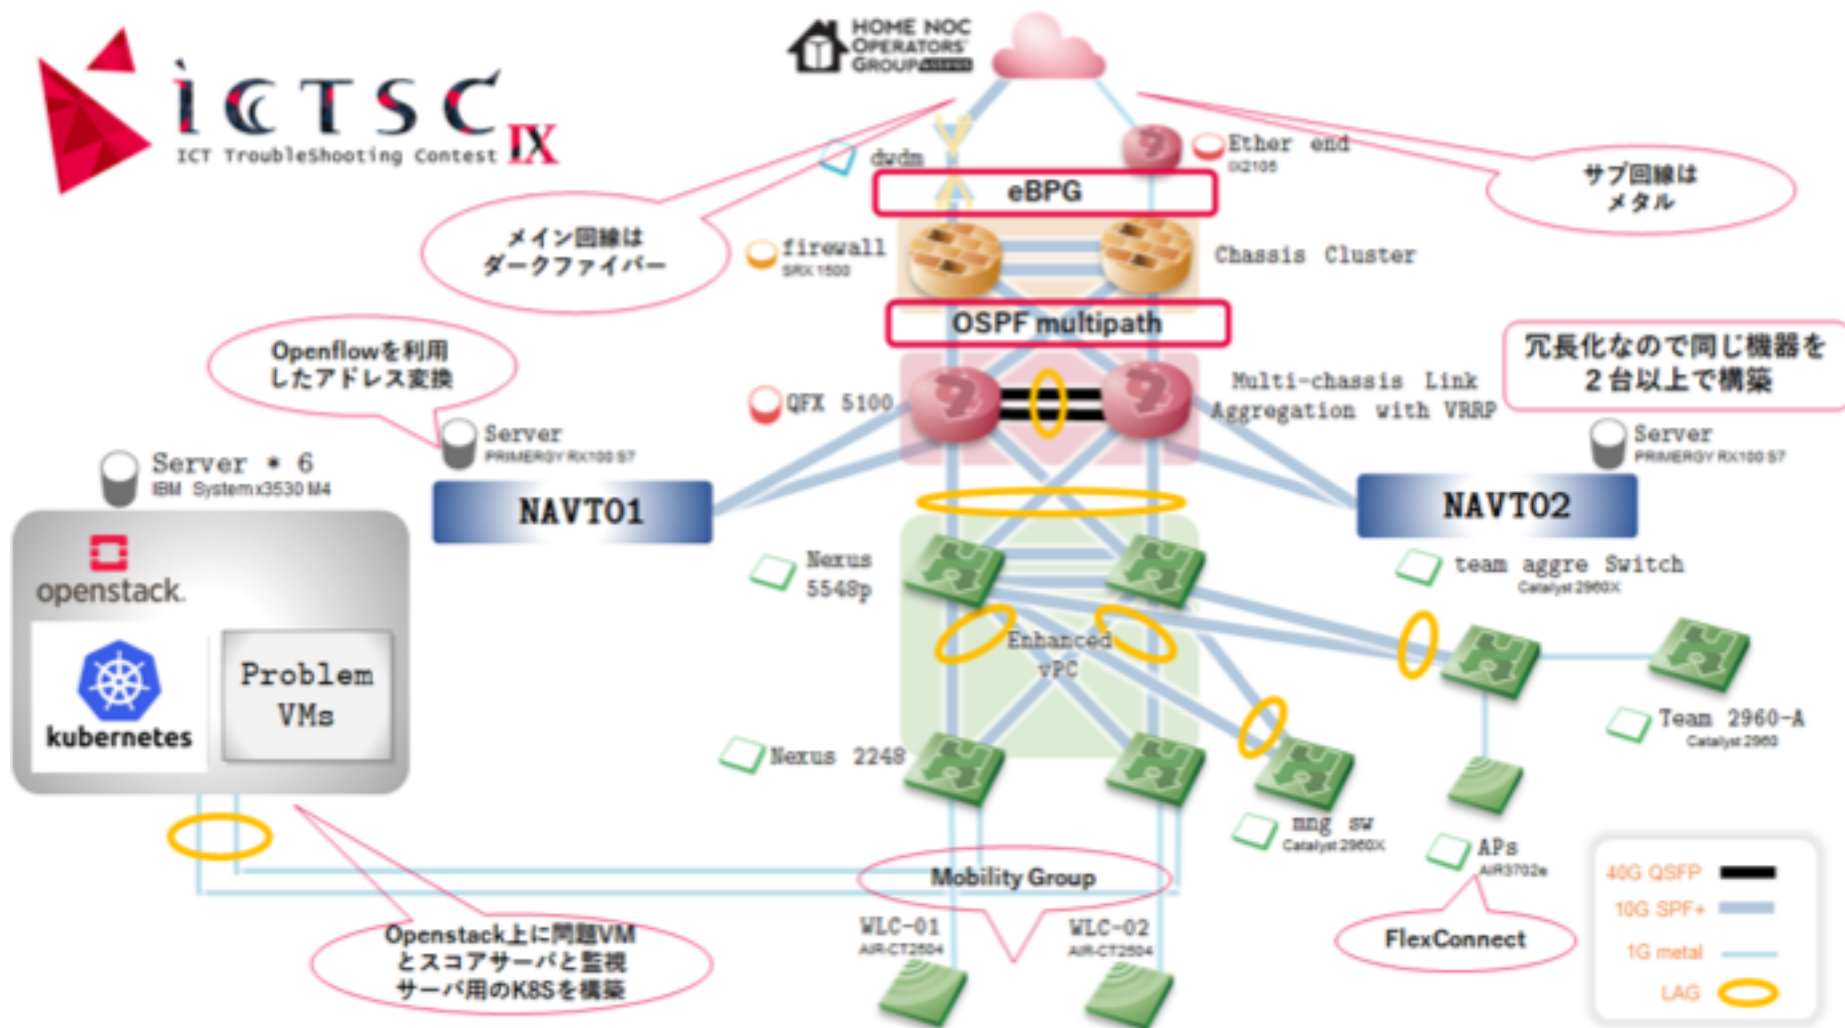 HOME NOC
OPERATORS'
GROUP
ICTSC IX
ICT TroubleShooting Contest
dwdm
Ether end
IX2105
サブ回線は
メタル
eBPG
メイン回線は
ダークファイバー
firewall
SRX 1500
Chassis Cluster
OSPF multipath
Openflowを利用
したアドレス変換
冗長化なので同じ機器を
２台以上で構築
QFX 5100
Multi-chassis Link
Aggregation with VRRP
Server
PRIMERGY RX100 S7
Server
PRIMERGY RX100 S7
Server * 6
IBM System x3530 M4
NAVT01
NAVT02
openstack.
kubernetes
Problem
VMs
Nexus
5548p
team aggre Switch
Catalyst 2960X
Enhanced
vPC
Team 2960-A
Catalyst 2960
Nexus 2248
mng sw
Catalyst 2960X
APs
AIR3702e
Mobility Group
WLC-01
AIR-CT2504
WLC-02
AIR-CT2504
FlexConnect
Openstack上に問題VM
とスコアサーバと監視
サーバ用のK8Sを構築
40G QSFP
10G SPF+
1G metal
LAG